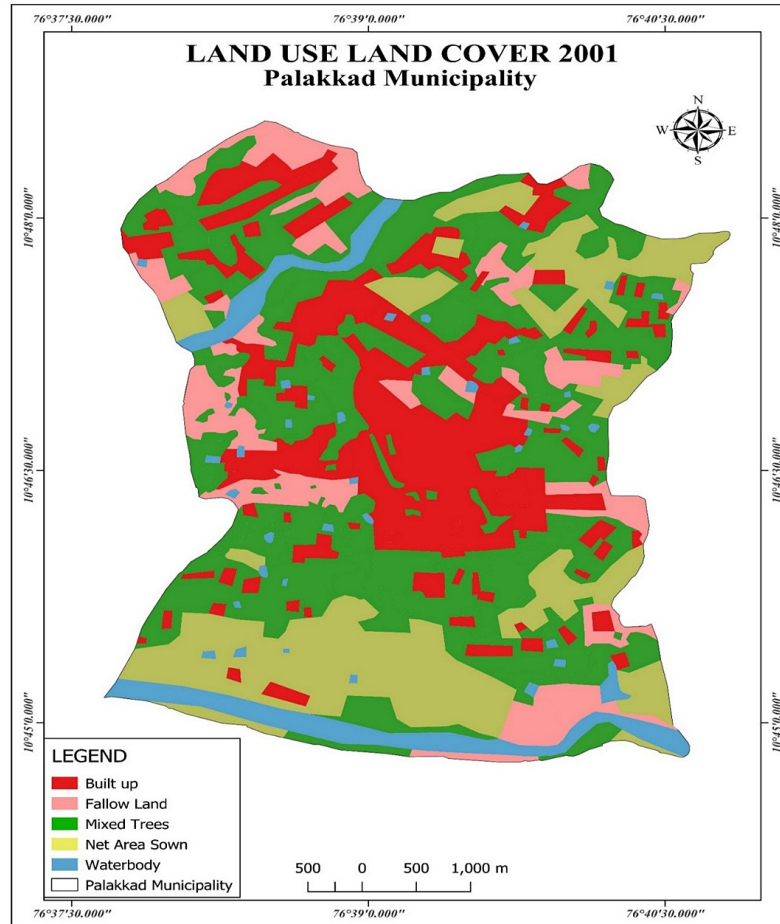 76°37'30.000" 76°39'0.000" 76°40'30.000"
LAND USE LAND COVER 2001
Palakkad Municipality
N
W E
S
10°48'0.000" 10°48'0.000"
10°46'30.000" 10°46'30.000"
10°45'0.000" 10°45'0.000"
LEGEND
Built up
Fallow Land
Mixed Trees
Net Area Sown
Waterbody
Palakkad Municipality
500 0 500 1,000 m
76°37'30.000" 76°39'0.000" 76°40'30.000"